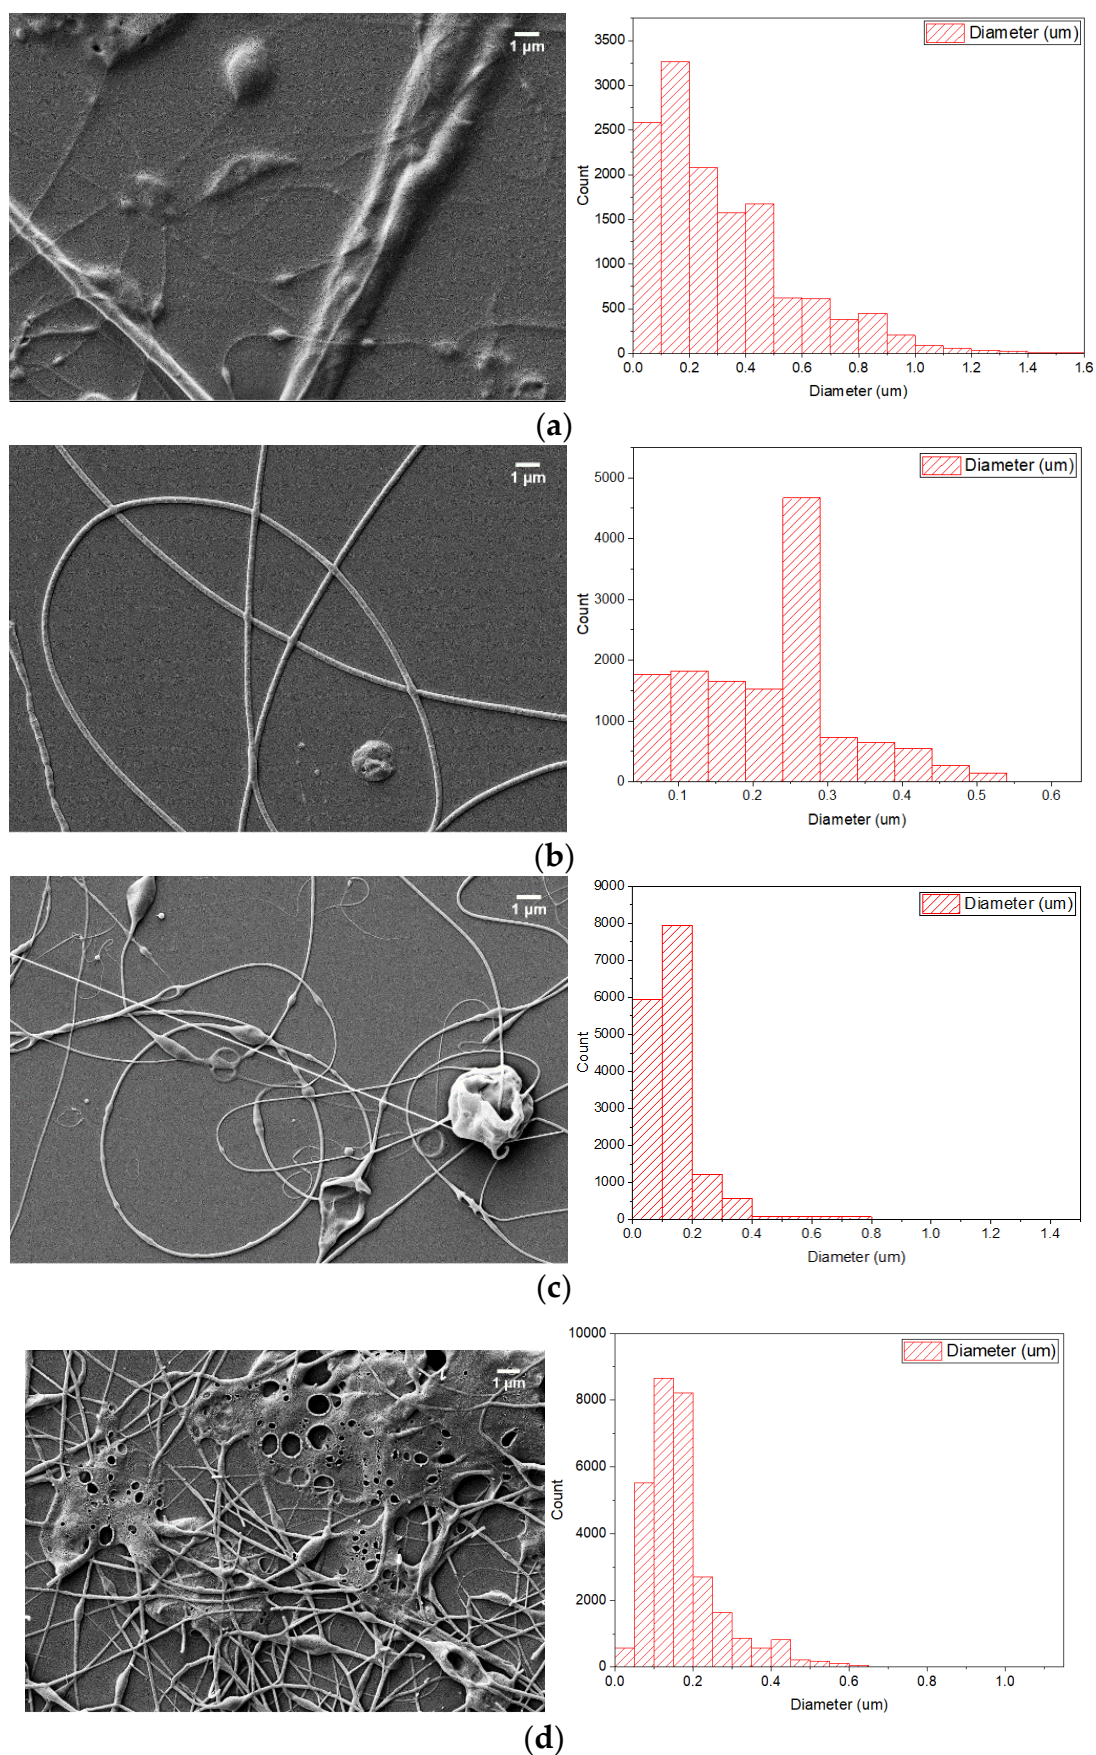 1 μm
Diameter (um)
3500
3000
2500
2000
1500
1000
500
0
Count
0.0 0.2 0.4 0.6 0.8 1.0 1.2 1.4 1.6
Diameter (um)
(a)
1 μm
Diameter (um)
5000
4000
3000
2000
1000
0
Count
0.1 0.2 0.3 0.4 0.5 0.6
Diameter (um)
(b)
1 μm
Diameter (um)
9000
8000
7000
6000
5000
4000
3000
2000
1000
0
Count
0.0 0.2 0.4 0.6 0.8 1.0 1.2 1.4
Diameter (um)
(c)
1 μm
Diameter (um)
10000
8000
6000
4000
2000
0
Count
0.0 0.2 0.4 0.6 0.8 1.0
Diameter (um)
(d)